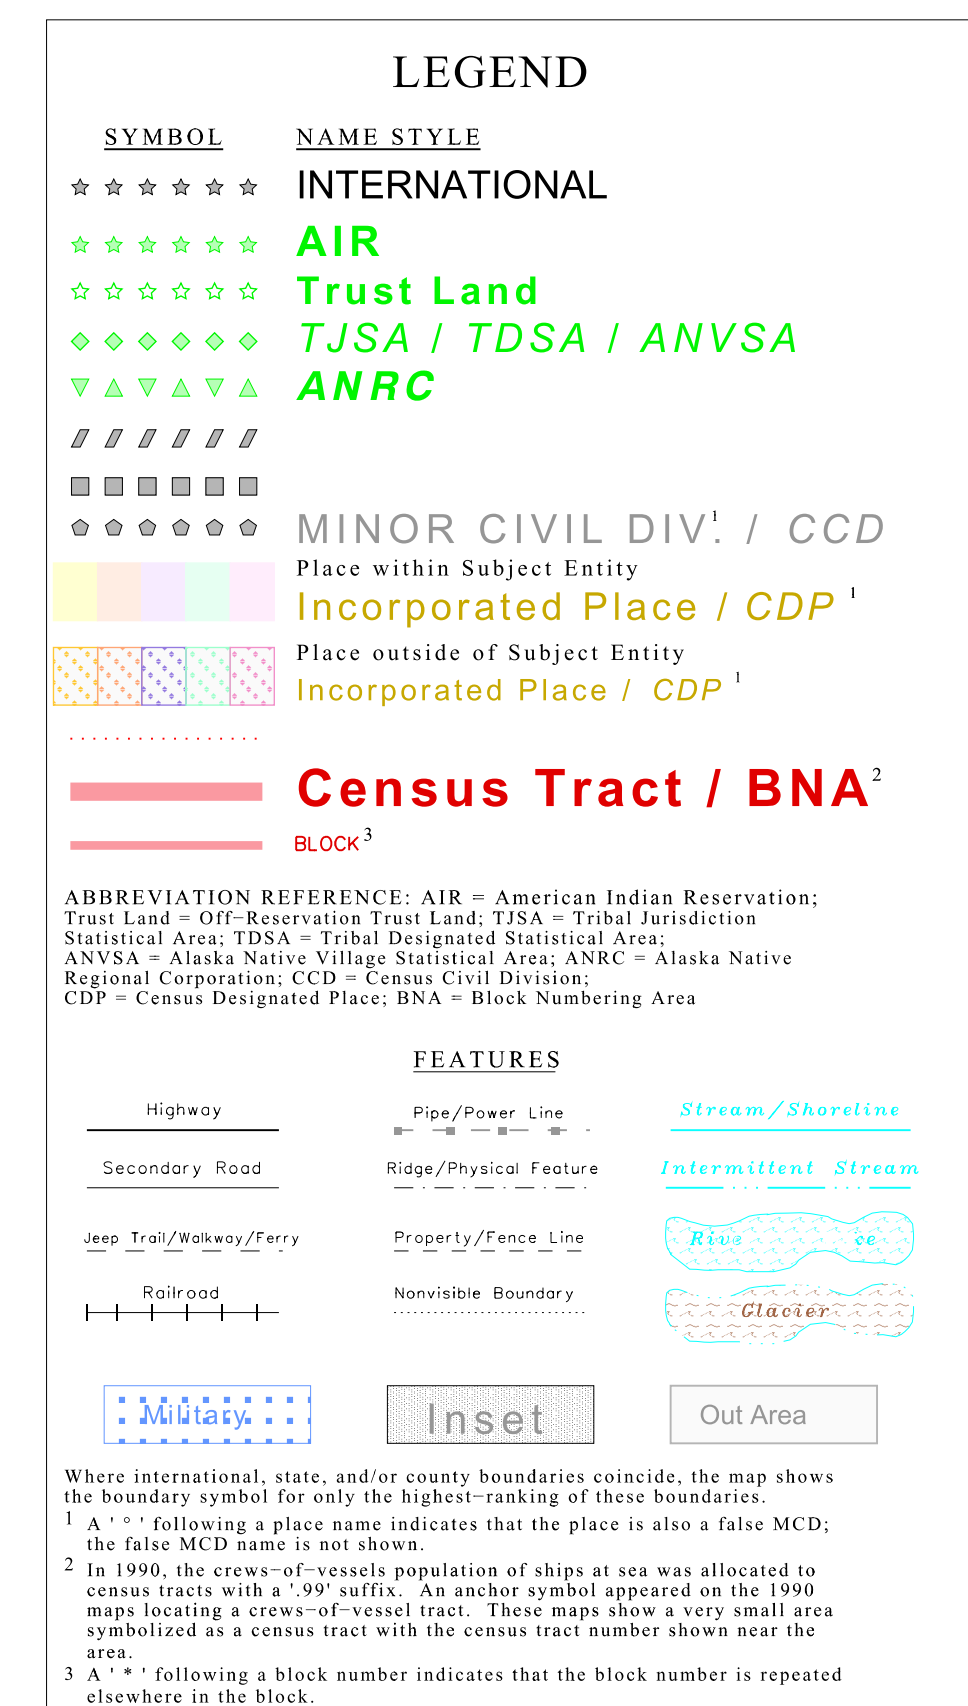 LEGEND
SYMBOL NAME STYLE
INTERNATIONAL
AIR
Trust Land
TJSA / TDSA / ANVSA
ANRC
MINOR CIVIL DIV.¹ / CCD
Place within Subject Entity
Incorporated Place / CDP ¹
Place outside of Subject Entity
Incorporated Place / CDP ¹
Census Tract / BNA²
BLOCK³
ABBREVIATION REFERENCE: AIR = American Indian Reservation;
Trust Land = Off−Reservation Trust Land; TJSA = Tribal Jurisdiction
Statistical Area; TDSA = Tribal Designated Statistical Area;
ANVSA = Alaska Native Village Statistical Area; ANRC = Alaska Native
Regional Corporation; CCD = Census Civil Division;
CDP = Census Designated Place; BNA = Block Numbering Area
FEATURES
Highway Pipe/Power Line Stream/Shoreline
Secondary Road Ridge/Physical Feature Intermittent Stream
Jeep Trail/Walkway/Ferry Property/Fence Line
Railroad Nonvisible Boundary Glacier
Military Inset Out Area
Where international, state, and/or county boundaries coincide, the map shows
the boundary symbol for only the highest−ranking of these boundaries.
1 A ' ° ' following a place name indicates that the place is also a false MCD;
the false MCD name is not shown.
2 In 1990, the crews−of−vessels population of ships at sea was allocated to
census tracts with a '.99' suffix. An anchor symbol appeared on the 1990
maps locating a crews−of−vessel tract. These maps show a very small area
symbolized as a census tract with the census tract number shown near the
area.
3 A ' * ' following a block number indicates that the block number is repeated
elsewhere in the block.